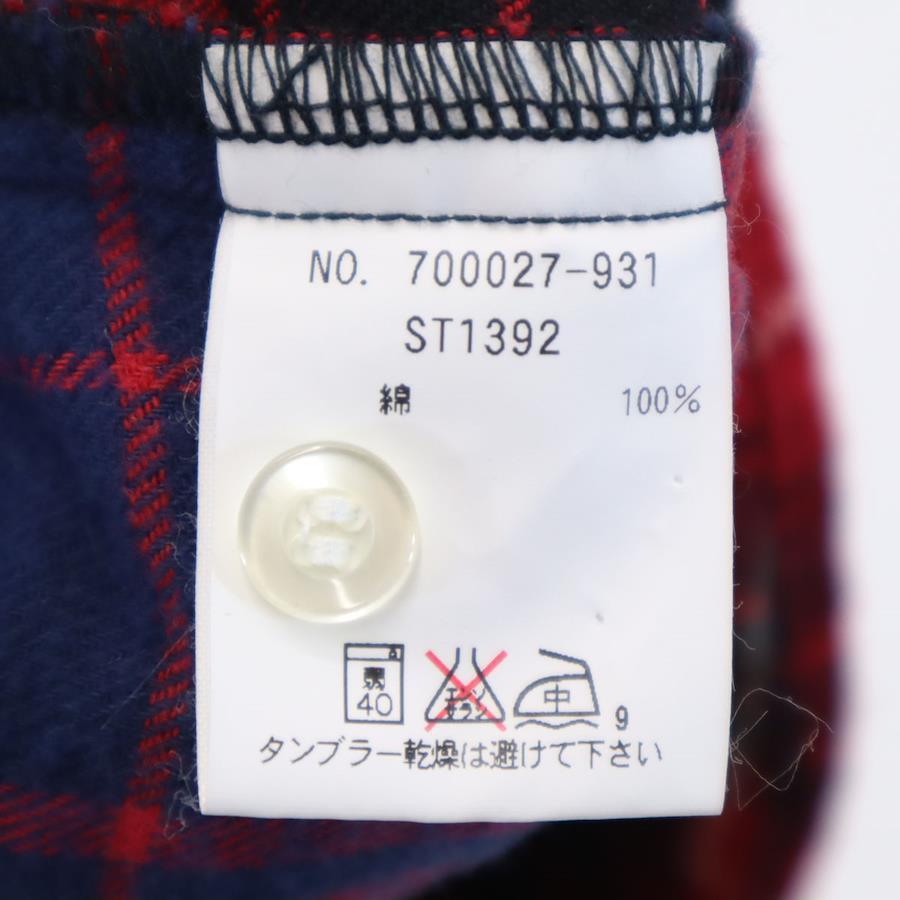 NO. 700027-931
ST1392
綿 100%
弱
40
エンソ
サラシ
中
9
タンブラー乾燥は避けて下さい